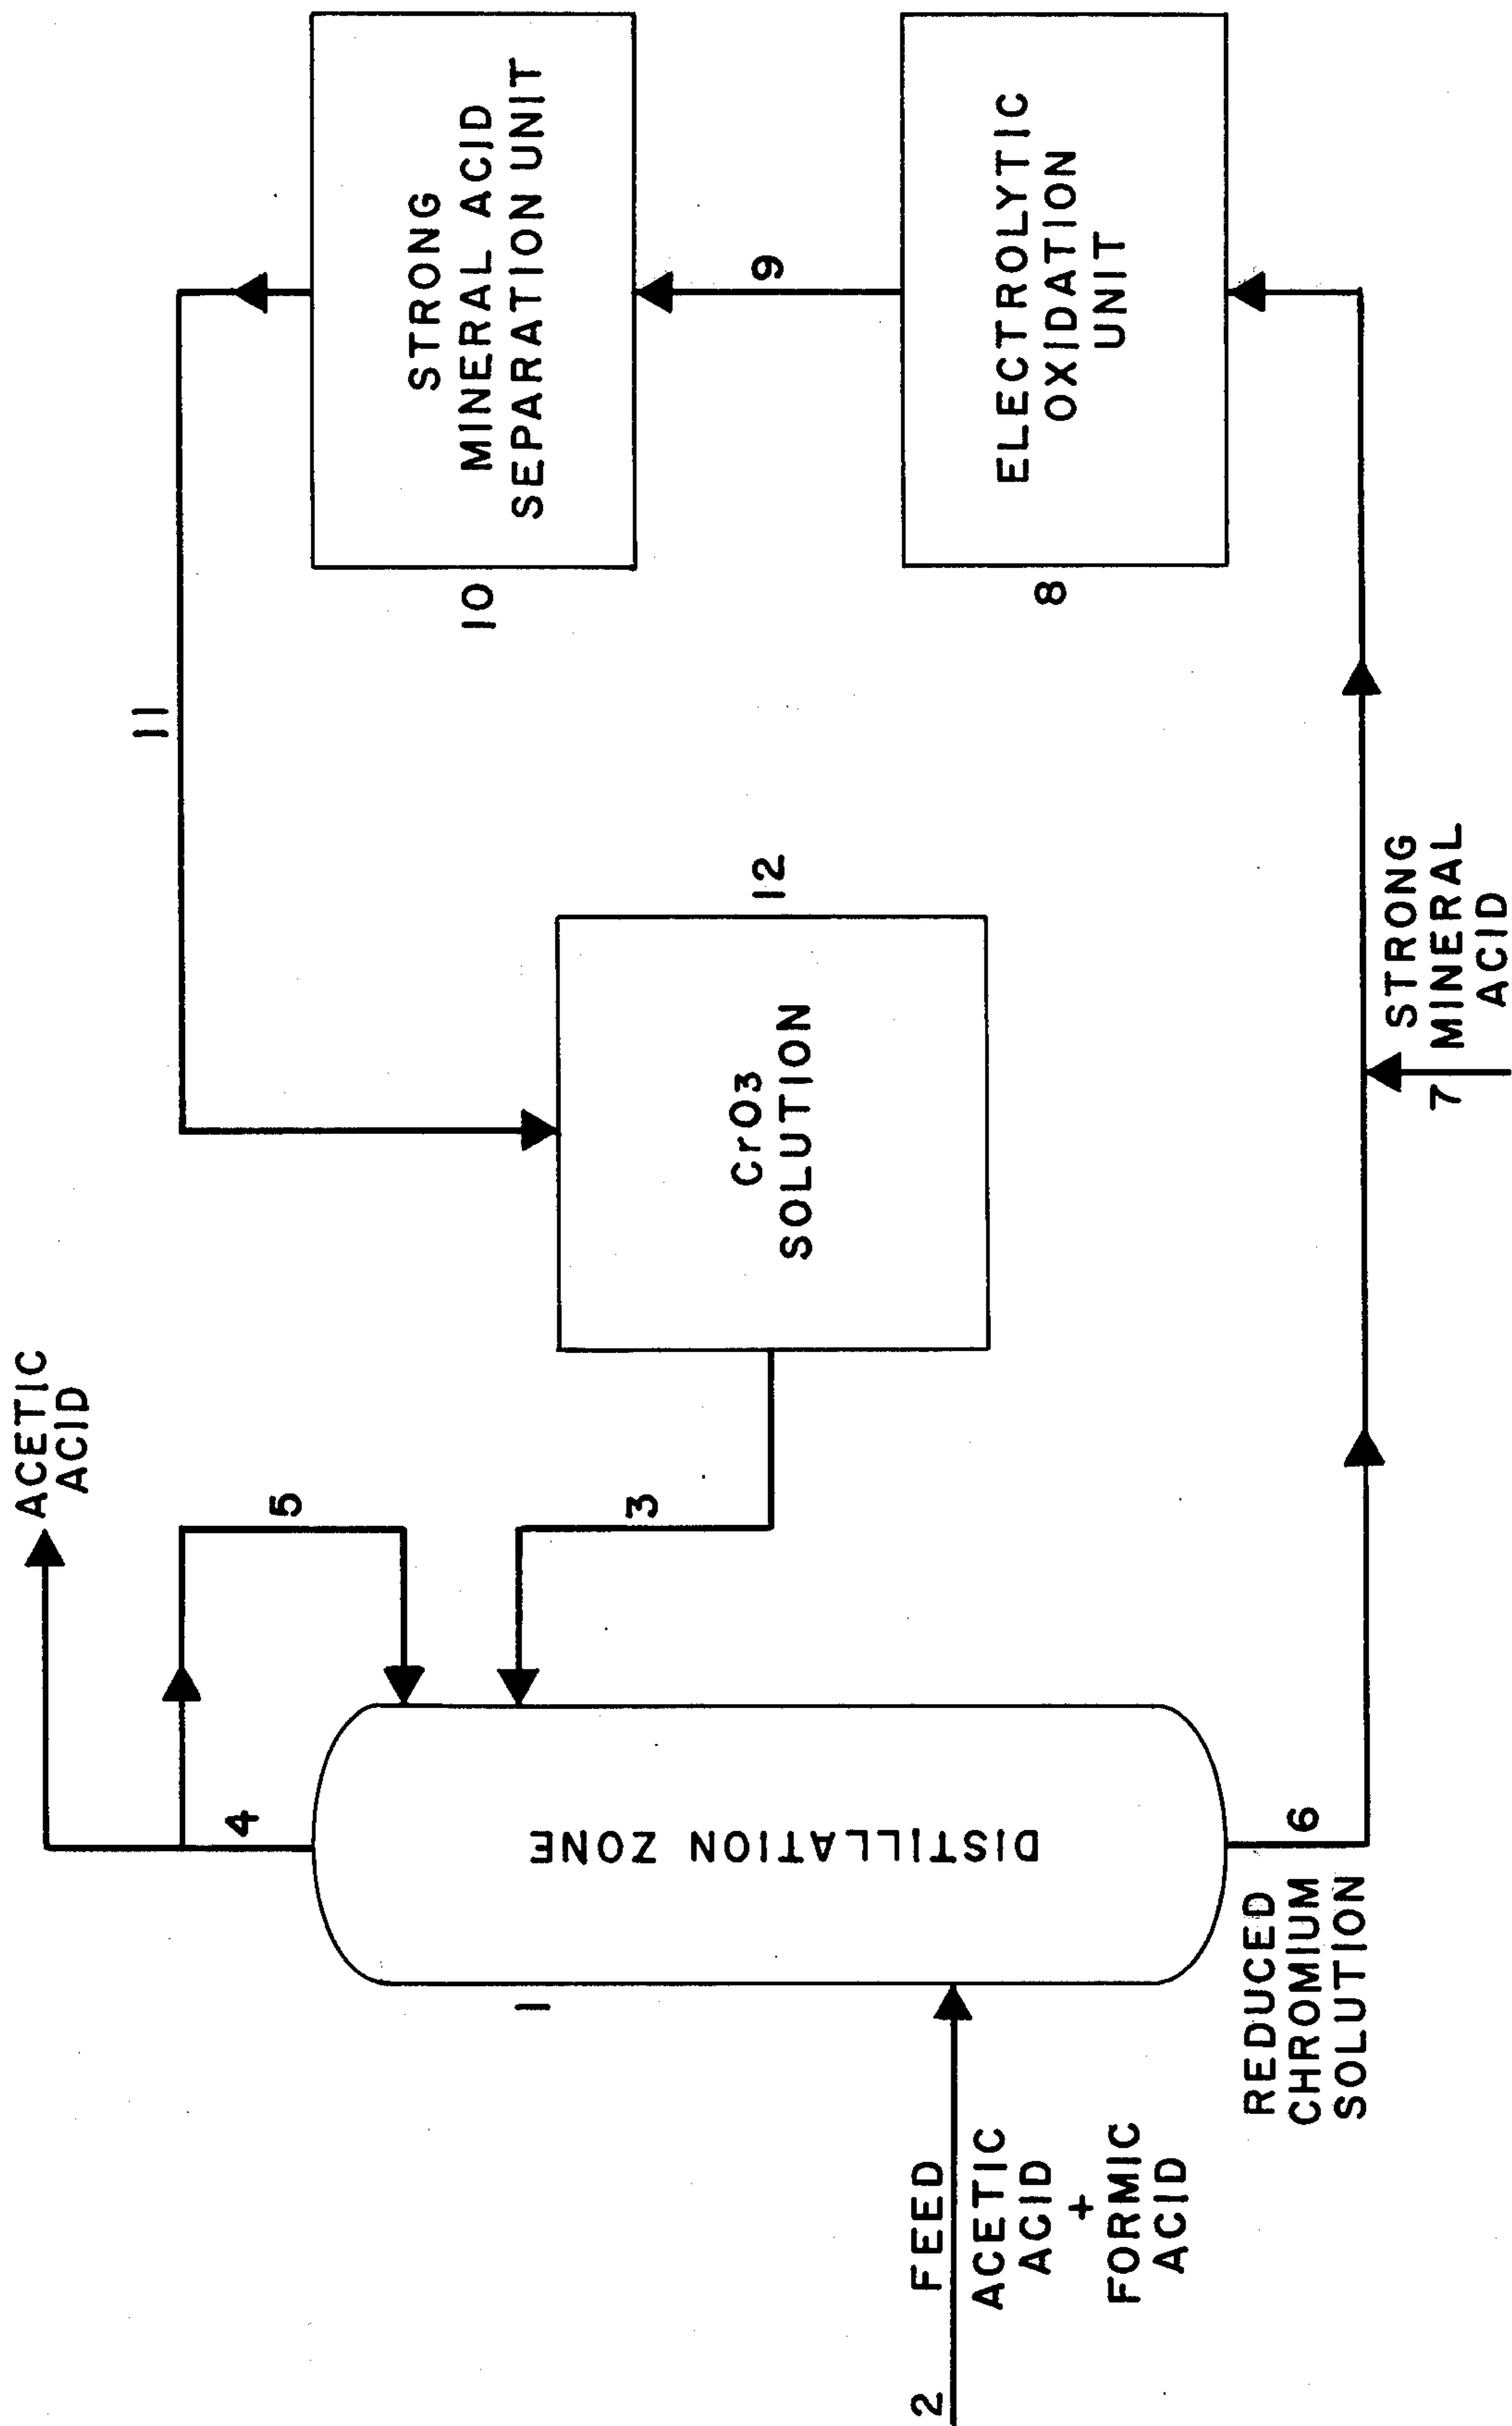 ACETIC
ACID
4
5
11
STRONG
MINERAL ACID
SEPARATION UNIT
10
1
DISTILLATION ZONE
3
CrO3
SOLUTION
12
9
2
FEED
ACETIC
ACID
+
FORMIC
ACID
ELECTROLYTIC
OXIDATION
UNIT
8
REDUCED
CHROMIUM
SOLUTION
6
7
STRONG
MINERAL
ACID